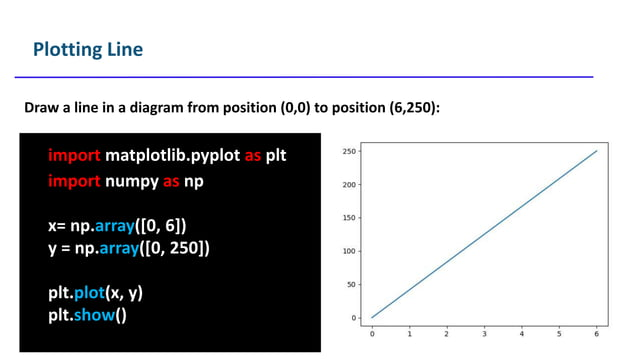 Plotting Line
Draw a line in a diagram from position (0,0) to position (6,250):
import matplotlib.pyplot as plt
import numpy as np
x= np.array([0, 6])
y = np.array([0, 250])
plt.plot(x, y)
plt.show()
250
200
150
100
50
0
0 1 2 3 4 5 6